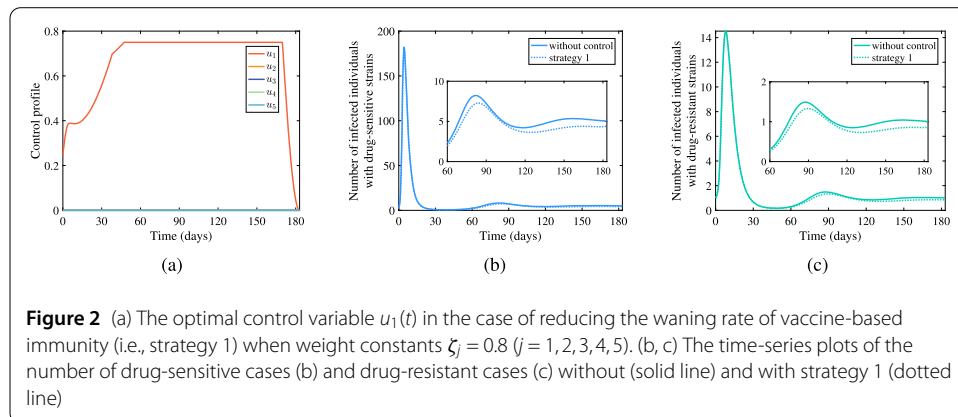 0.8
0.6
0.4
0.2
0
0 30 60 90 120 150 180
Control profile
Time (days)
u1
u2
u3
u4
u5
(a)
200
150
100
50
0
0 30 60 90 120 150 180
Number of infected individuals
with drug-sensitive strains
Time (days)
without control
strategy 1
10
5
0
60 90 120 150 180
(b)
14
12
10
8
6
4
2
0
0 30 60 90 120 150 180
Number of infected individuals
with drug-resistant strains
Time (days)
without control
strategy 1
2
1
0
60 90 120 150 180
(c)
Figure 2 (a) The optimal control variable u1(t) in the case of reducing the waning rate of vaccine-based
immunity (i.e., strategy 1) when weight constants ζj = 0.8 (j = 1, 2, 3, 4, 5). (b, c) The time-series plots of the
number of drug-sensitive cases (b) and drug-resistant cases (c) without (solid line) and with strategy 1 (dotted
line)